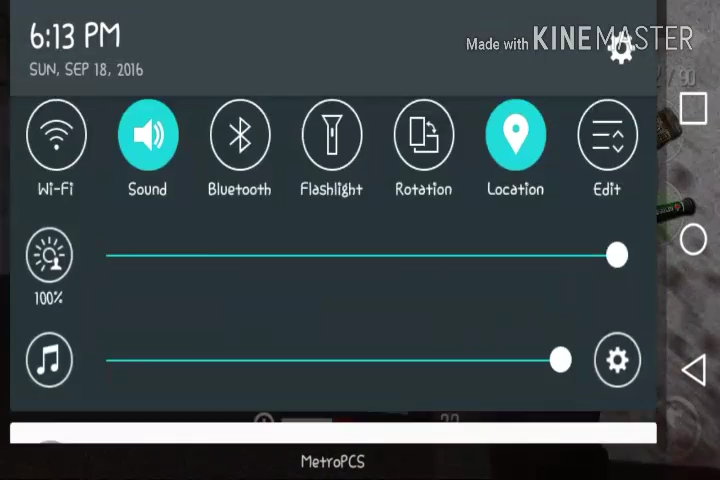 6:13 PM
Made with KINEMASTER
SUN, SEP 18, 2016
/ 90
Wi-Fi
Sound
Bluetooth
Flashlight
Rotation
Location
Edit
100%
MetroPCS